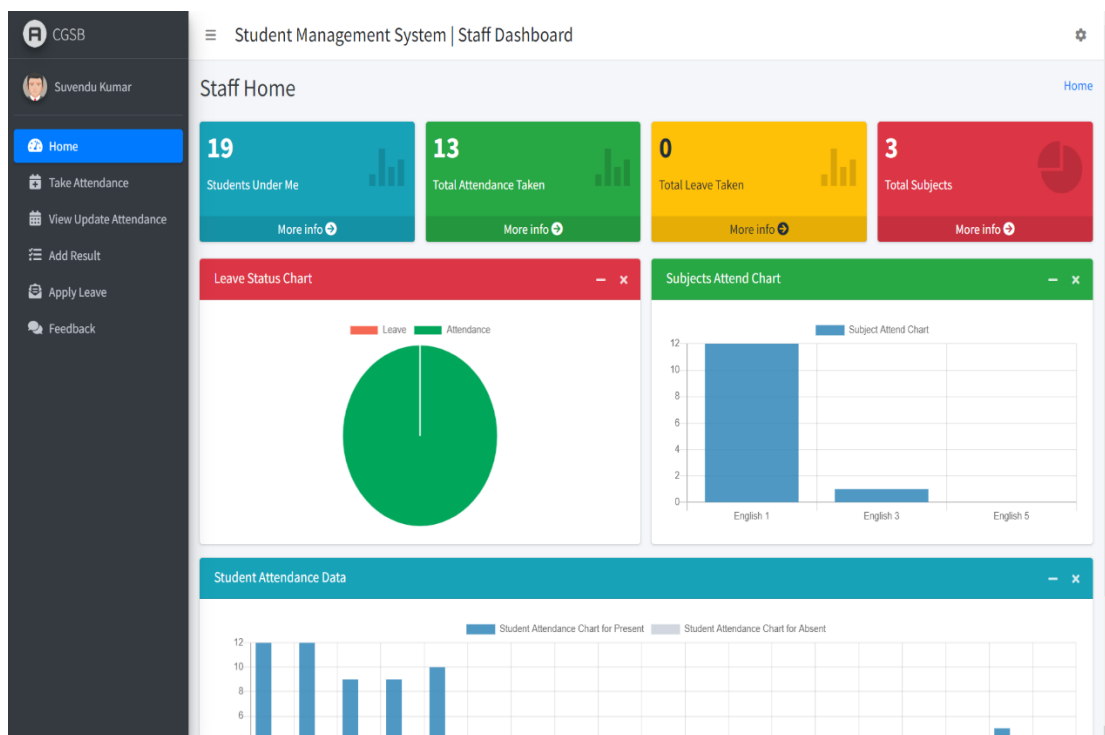 CGSB
Student Management System | Staff Dashboard
Suvendu Kumar
Staff Home
Home
Home
Take Attendance
View Update Attendance
Add Result
Apply Leave
Feedback
19
Students Under Me
More info
13
Total Attendance Taken
More info
0
Total Leave Taken
More info
3
Total Subjects
More info
Leave Status Chart
Leave Attendance
Subjects Attend Chart
Subject Attend Chart
12
10
8
6
4
2
0
English 1 English 3 English 5
Student Attendance Data
Student Attendance Chart for Present Student Attendance Chart for Absent
12
10
8
6